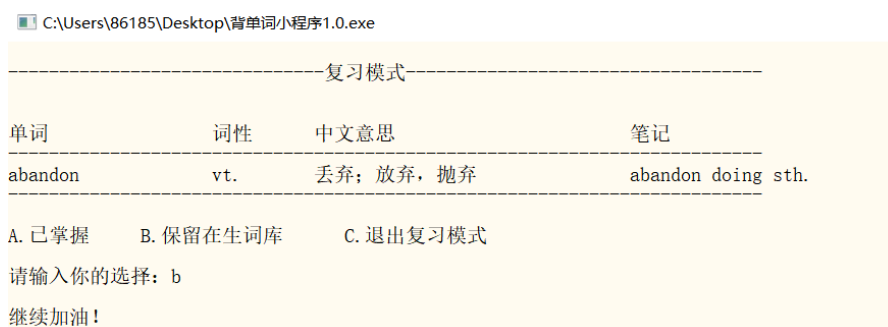 C:\Users\86185\Desktop\背单词小程序1.0.exe
-------------------------------复习模式-----------------------------------
单词 词性 中文意思 笔记
--------------------------------------------------------------------------
abandon vt. 丢弃；放弃，抛弃 abandon doing sth.
--------------------------------------------------------------------------
A.已掌握 B.保留在生词库 C.退出复习模式
请输入你的选择：b
继续加油！